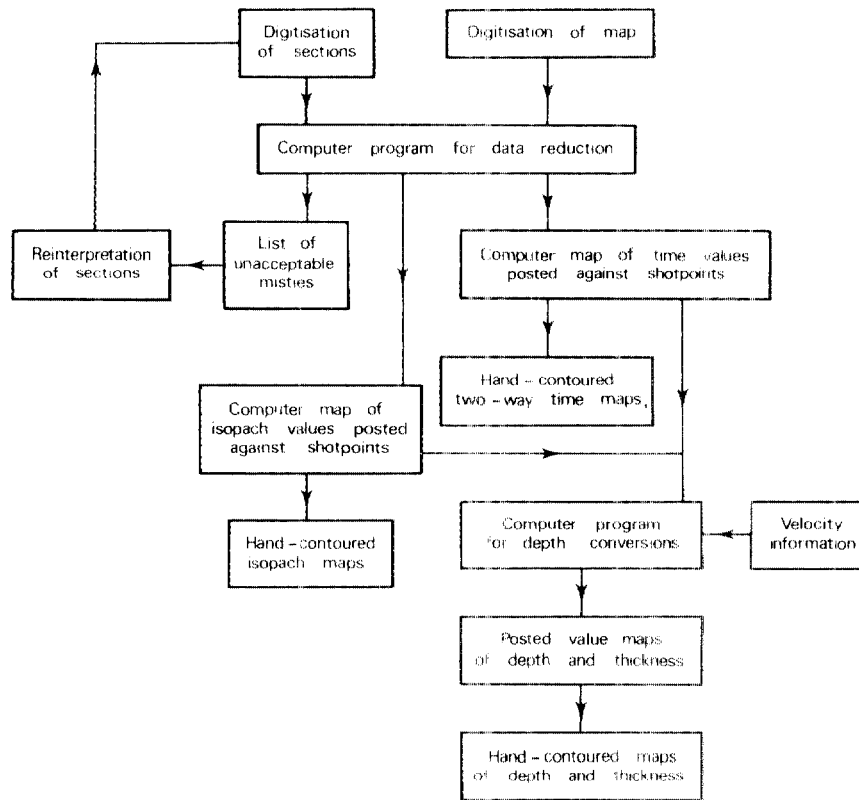 Digitisation
of sections
Digitisation of map
Computer program for data reduction
Reinterpretation
of sections
List of
unacceptable
misties
Computer map of time values
posted against shotpoints
Hand-contoured
two-way time maps,
Computer map of
isopach values posted
against shotpoints
Hand-contoured
isopach maps
Computer program
for depth conversions
Velocity
information
Posted value maps
of depth and thickness
Hand-contoured maps
of depth and thickness